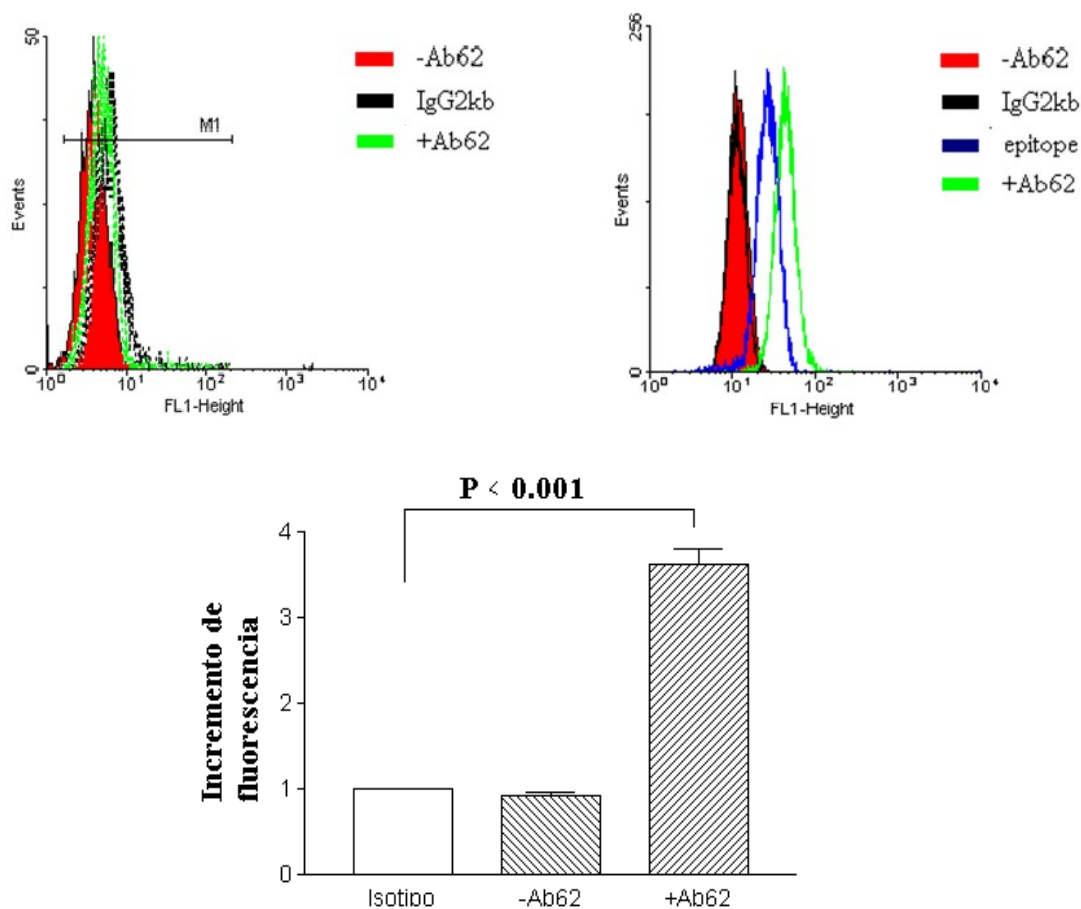 50
-Ab62
IgG2kb
+Ab62
M1
Events
0
10⁰ 10¹ 10² 10³ 10⁴
FL1-Height
256
-Ab62
IgG2kb
epitope
+Ab62
Events
0
10⁰ 10¹ 10² 10³ 10⁴
FL1-Height
P < 0.001
Incremento de
fluorescencia
4
3
2
1
0
Isotipo -Ab62 +Ab62